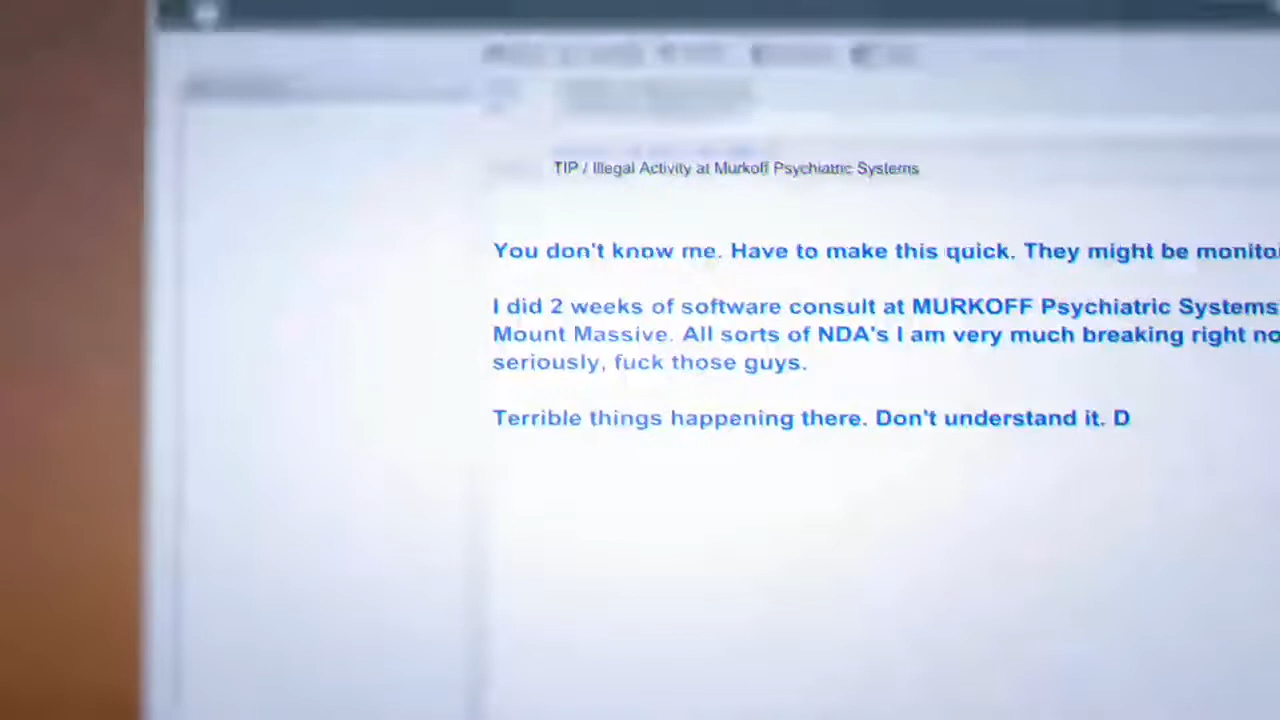 TIP / Illegal Activity at Murkoff Psychiatric Systems
You don't know me. Have to make this quick. They might be
I did 2 weeks of software consult at MURKOFF Psychiatric Systems
Mount Massive. All sorts of NDA's I am very much breaking right
seriously, fuck those guys.
Terrible things happening there. Don't understand it. D